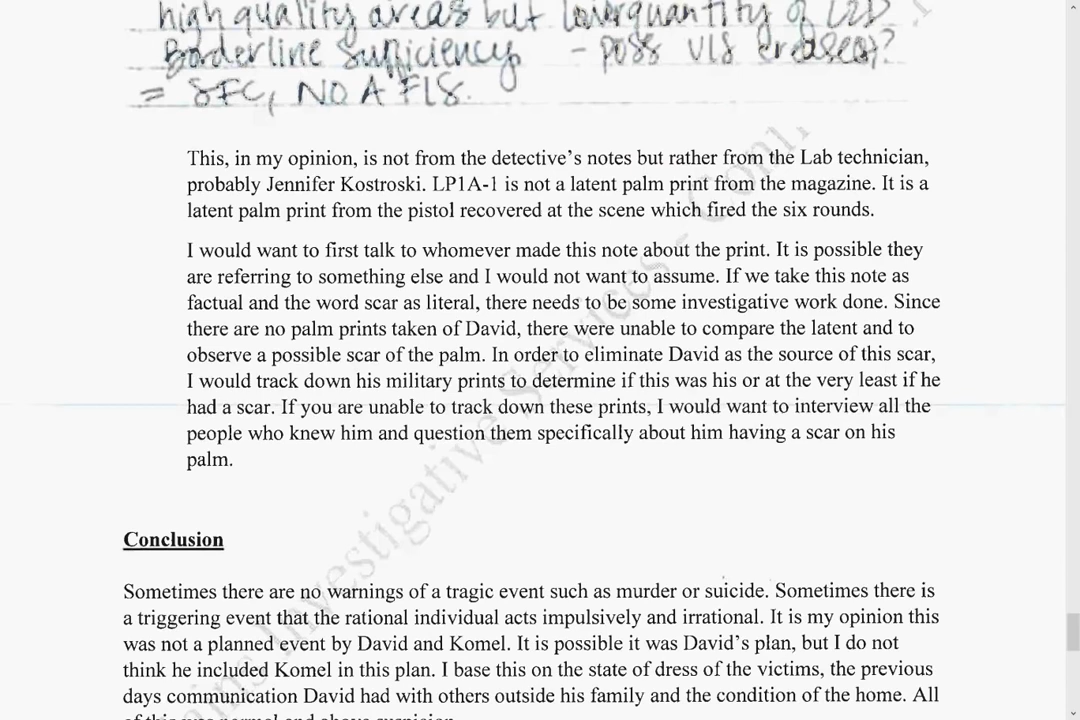 high quality areas but lower quantity of L2D
Borderline Sufficiency - poss VLS creases?
= SFC, NO AFIS.
This, in my opinion, is not from the detective's notes but rather from the Lab technician,
probably Jennifer Kostroski. LP1A-1 is not a latent palm print from the magazine. It is a
latent palm print from the pistol recovered at the scene which fired the six rounds.
I would want to first talk to whomever made this note about the print. It is possible they
are referring to something else and I would not want to assume. If we take this note as
factual and the word scar as literal, there needs to be some investigative work done. Since
there are no palm prints taken of David, there were unable to compare the latent and to
observe a possible scar of the palm. In order to eliminate David as the source of this scar,
I would track down his military prints to determine if this was his or at the very least if he
had a scar. If you are unable to track down these prints, I would want to interview all the
people who knew him and question them specifically about him having a scar on his
palm.
Conclusion
Sometimes there are no warnings of a tragic event such as murder or suicide. Sometimes there is
a triggering event that the rational individual acts impulsively and irrational. It is my opinion this
was not a planned event by David and Komel. It is possible it was David's plan, but I do not
think he included Komel in this plan. I base this on the state of dress of the victims, the previous
days communication David had with others outside his family and the condition of the home. All
of this was normal and above suspicion.
Investigative Services -